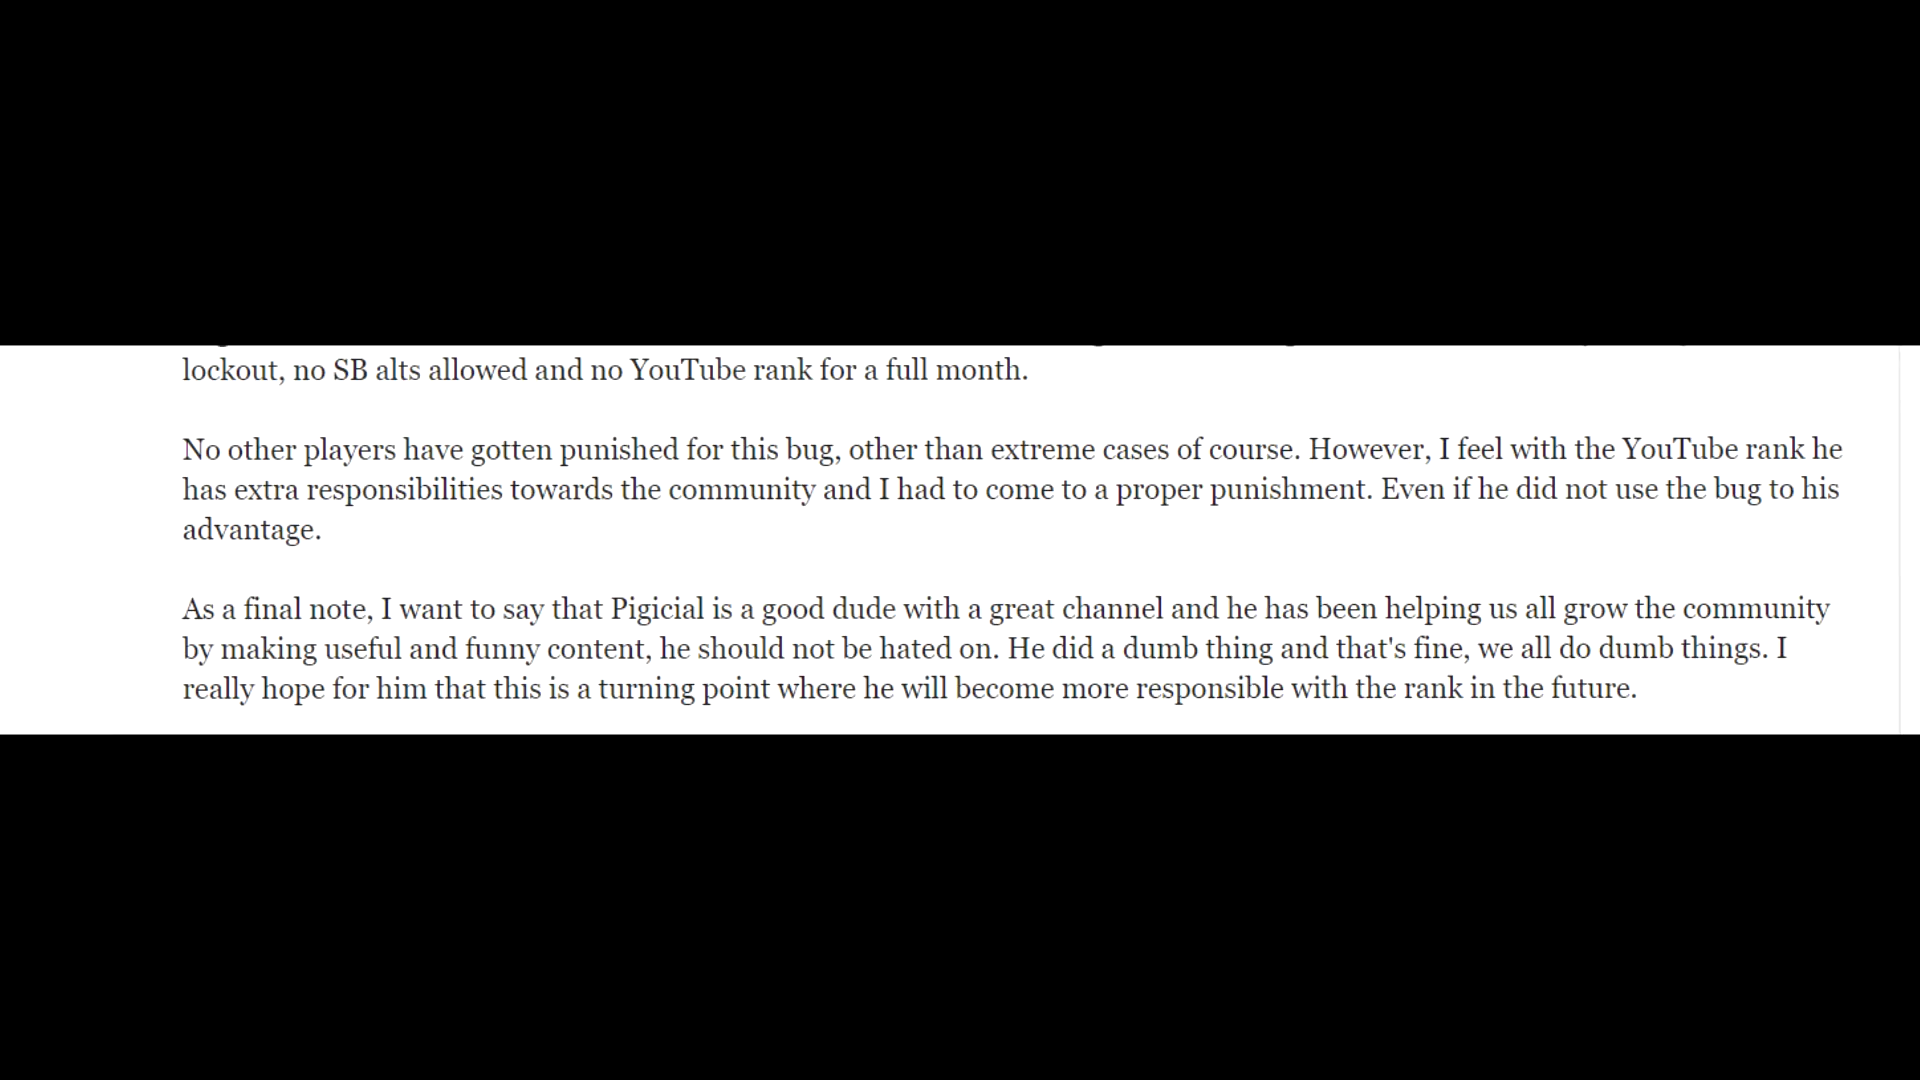 lockout, no SB alts allowed and no YouTube rank for a full month.
No other players have gotten punished for this bug, other than extreme cases of course. However, I feel with the YouTube rank he
has extra responsibilities towards the community and I had to come to a proper punishment. Even if he did not use the bug to his
advantage.
As a final note, I want to say that Pigicial is a good dude with a great channel and he has been helping us all grow the community
by making useful and funny content, he should not be hated on. He did a dumb thing and that's fine, we all do dumb things. I
really hope for him that this is a turning point where he will become more responsible with the rank in the future.